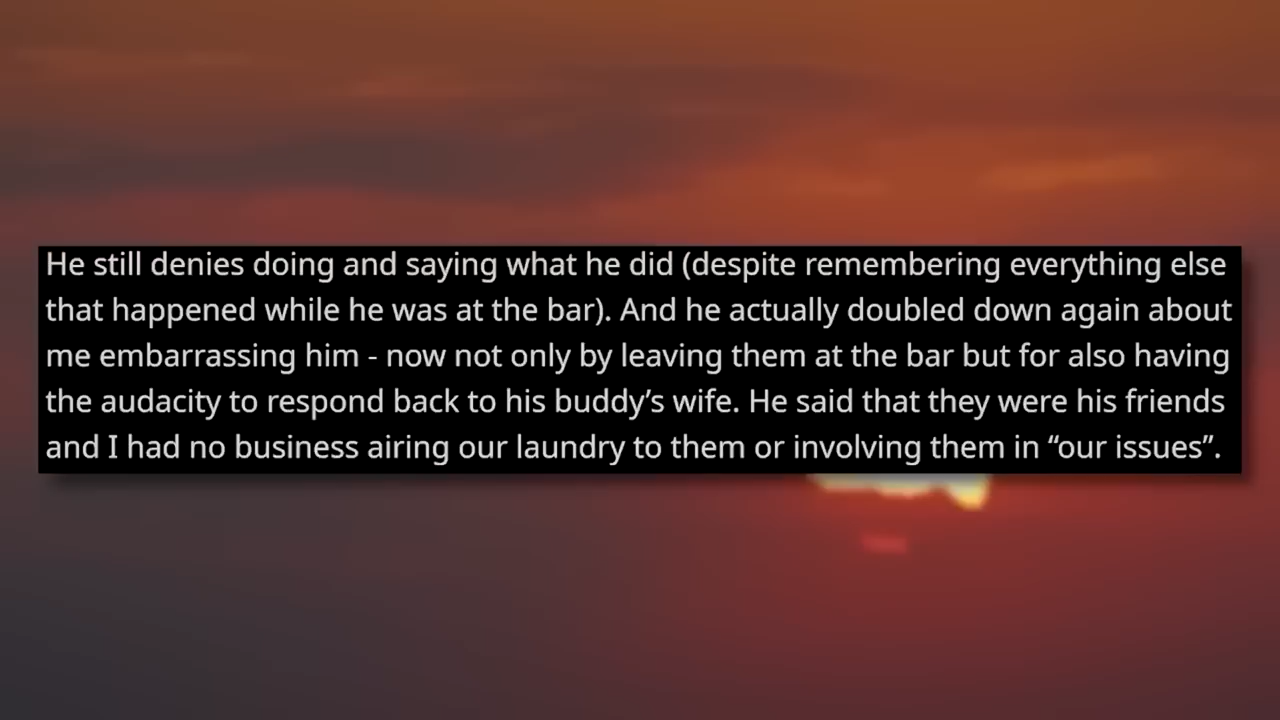 He still denies doing and saying what he did (despite remembering everything else
that happened while he was at the bar). And he actually doubled down again about
me embarrassing him - now not only by leaving them at the bar but for also having
the audacity to respond back to his buddy’s wife. He said that they were his friends
and I had no business airing our laundry to them or involving them in “our issues”.